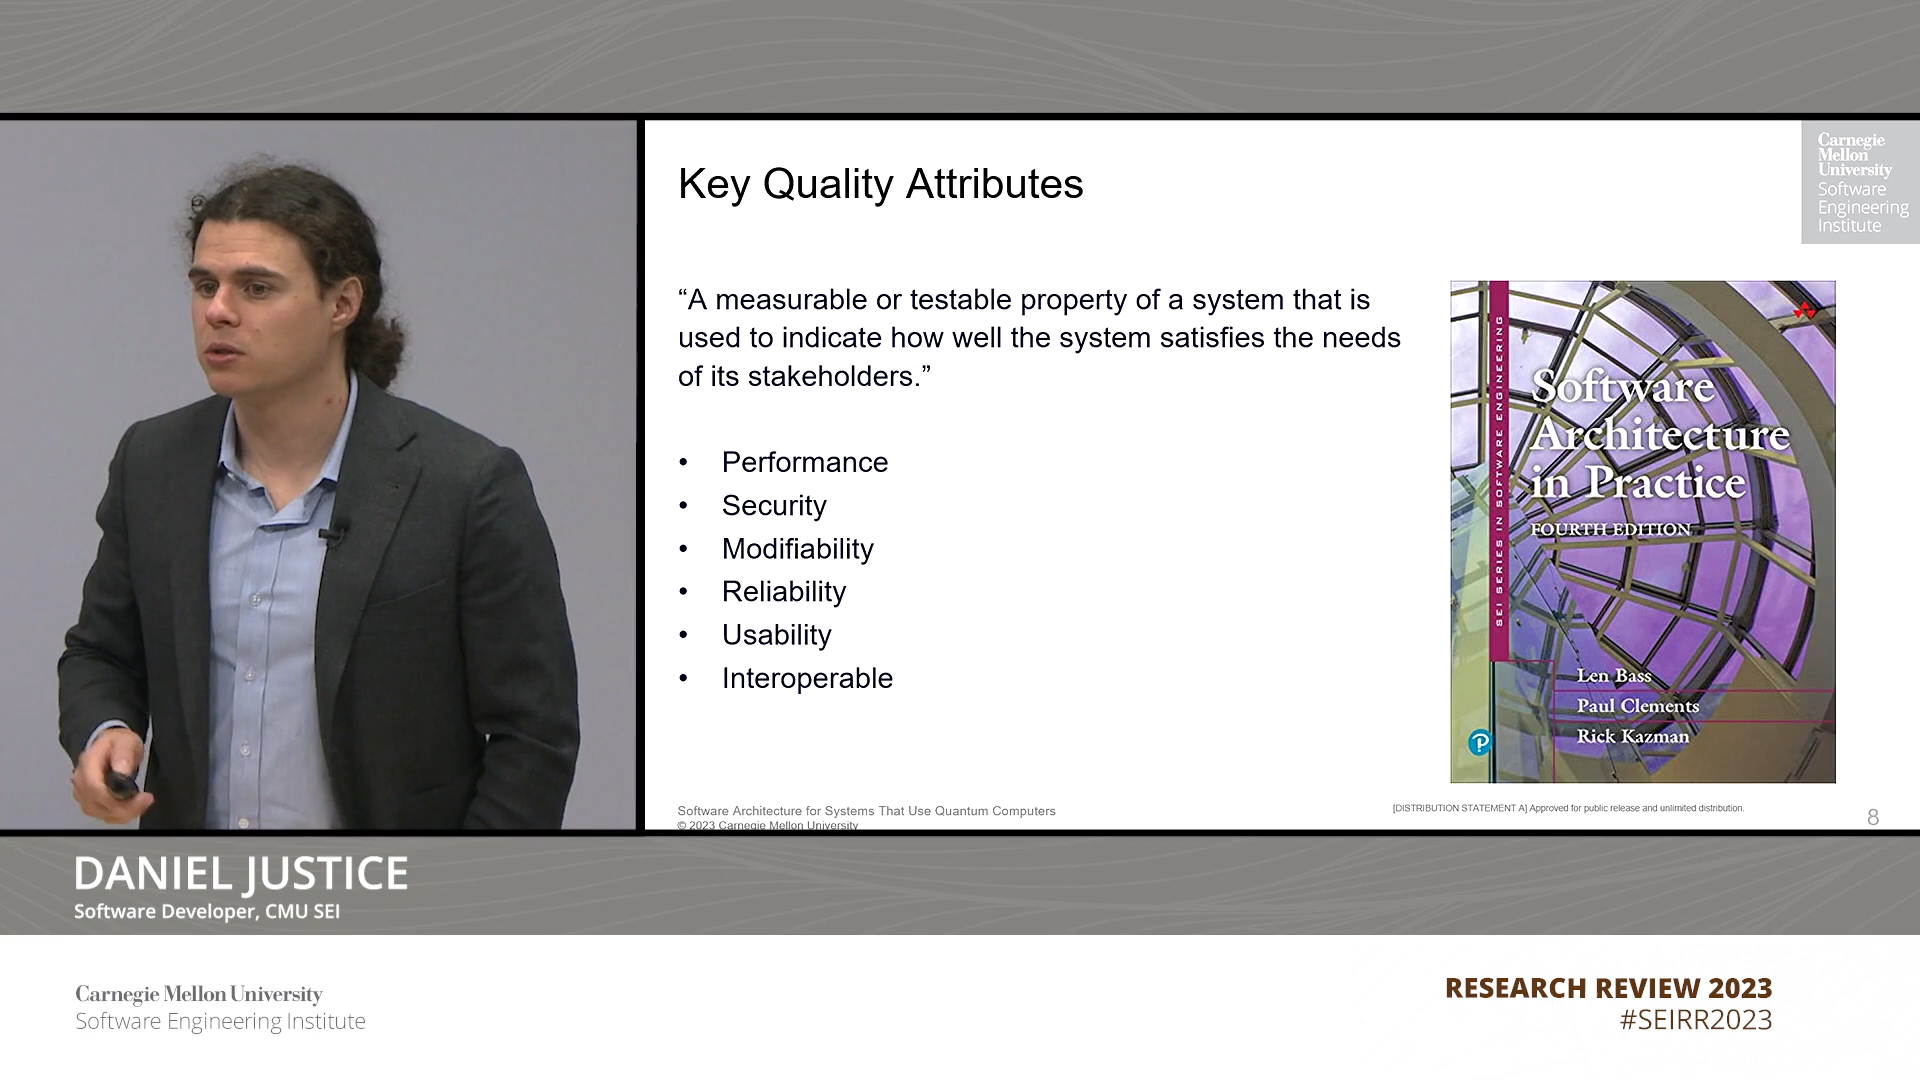 Carnegie
Mellon
University
Software
Engineering
Institute
Key Quality Attributes
“A measurable or testable property of a system that is
used to indicate how well the system satisfies the needs
of its stakeholders.”
• Performance
• Security
• Modifiability
• Reliability
• Usability
• Interoperable
SEI SERIES IN SOFTWARE ENGINEERING
Software
Architecture
in Practice
FOURTH EDITION
Len Bass
Paul Clements
Rick Kazman
P
Software Architecture for Systems That Use Quantum Computers
© 2023 Carnegie Mellon University
[DISTRIBUTION STATEMENT A] Approved for public release and unlimited distribution.
8
DANIEL JUSTICE
Software Developer, CMU SEI
Carnegie Mellon University
Software Engineering Institute
RESEARCH REVIEW 2023
#SEIRR2023